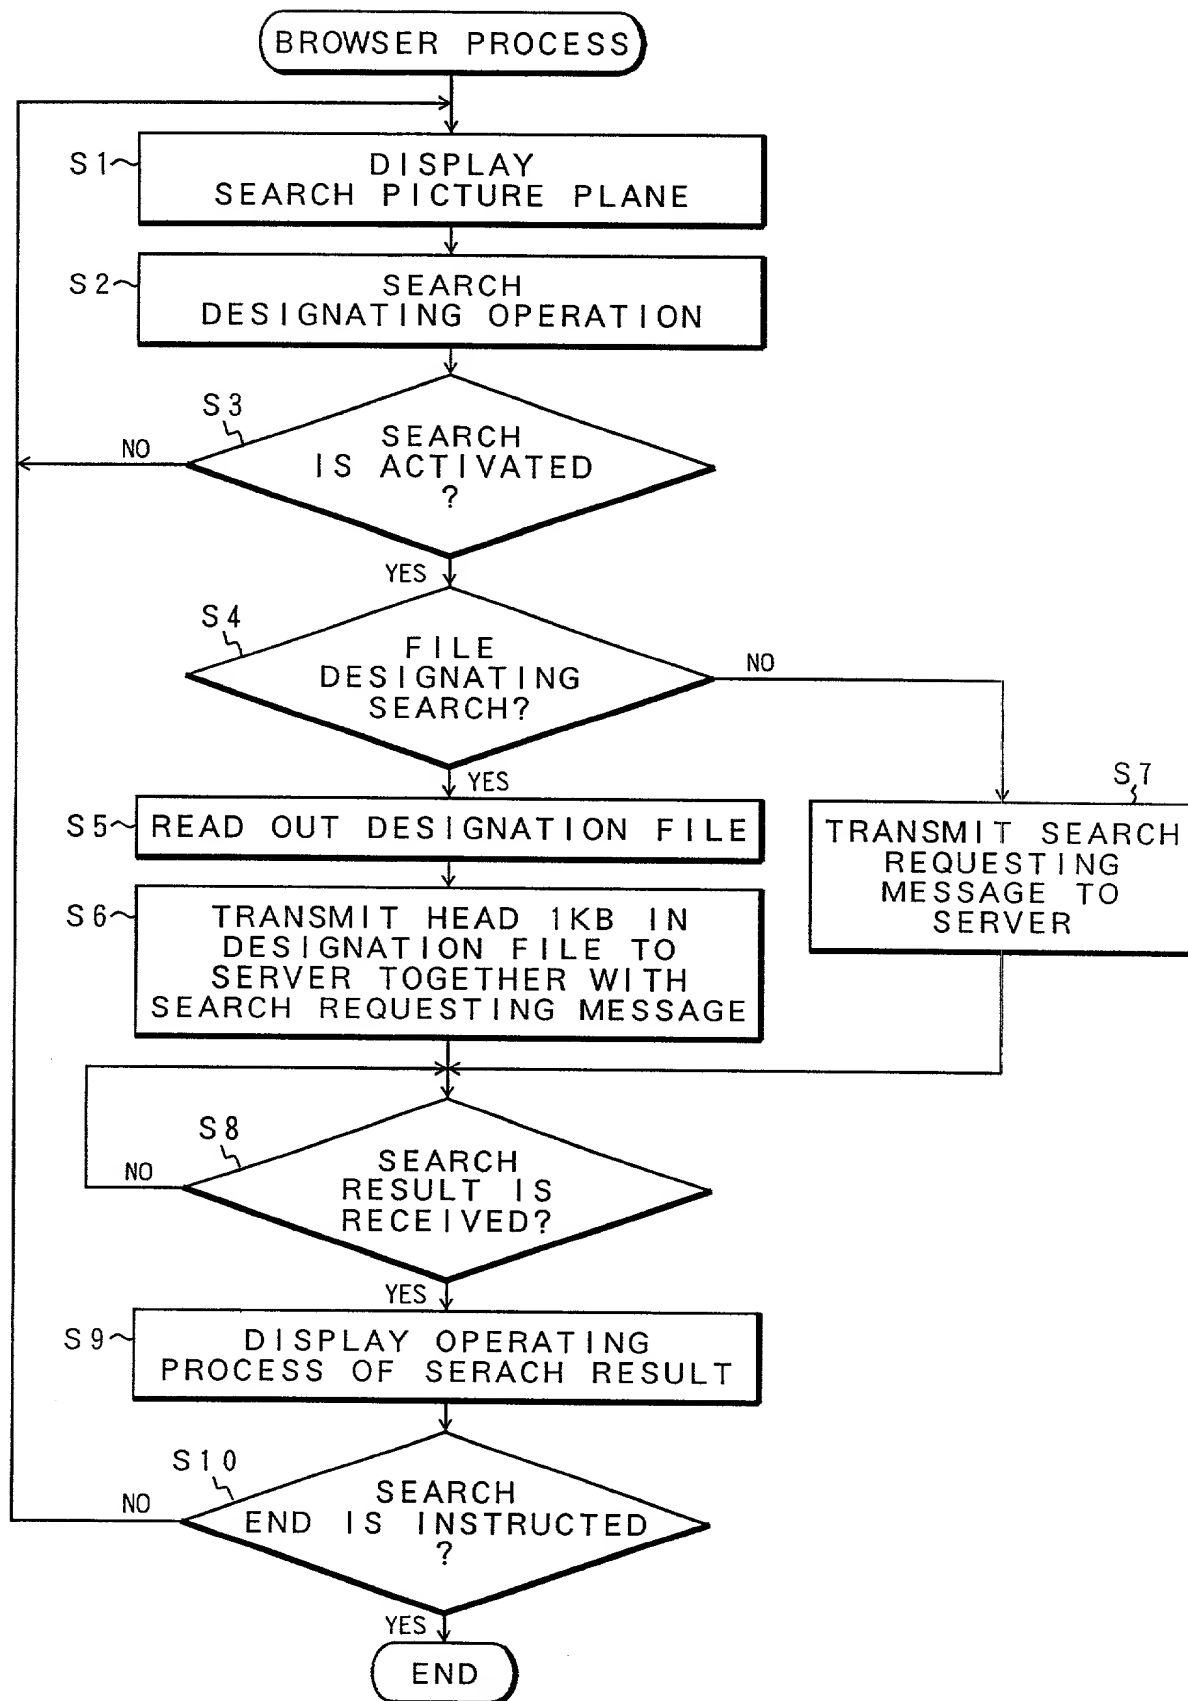 BROWSER PROCESS
S1
DISPLAY
SEARCH PICTURE PLANE
S2
SEARCH
DESIGNATING OPERATION
S3
NO
SEARCH
IS ACTIVATED
?
YES
S4
FILE
DESIGNATING
SEARCH?
NO
YES
S5
READ OUT DESIGNATION FILE
S7
TRANSMIT SEARCH
REQUESTING
MESSAGE TO
SERVER
S6
TRANSMIT HEAD 1KB IN
DESIGNATION FILE TO
SERVER TOGETHER WITH
SEARCH REQUESTING MESSAGE
S8
NO
SEARCH
RESULT IS
RECEIVED?
YES
S9
DISPLAY OPERATING
PROCESS OF SERACH RESULT
S10
NO
SEARCH
END IS INSTRUCTED
?
YES
END